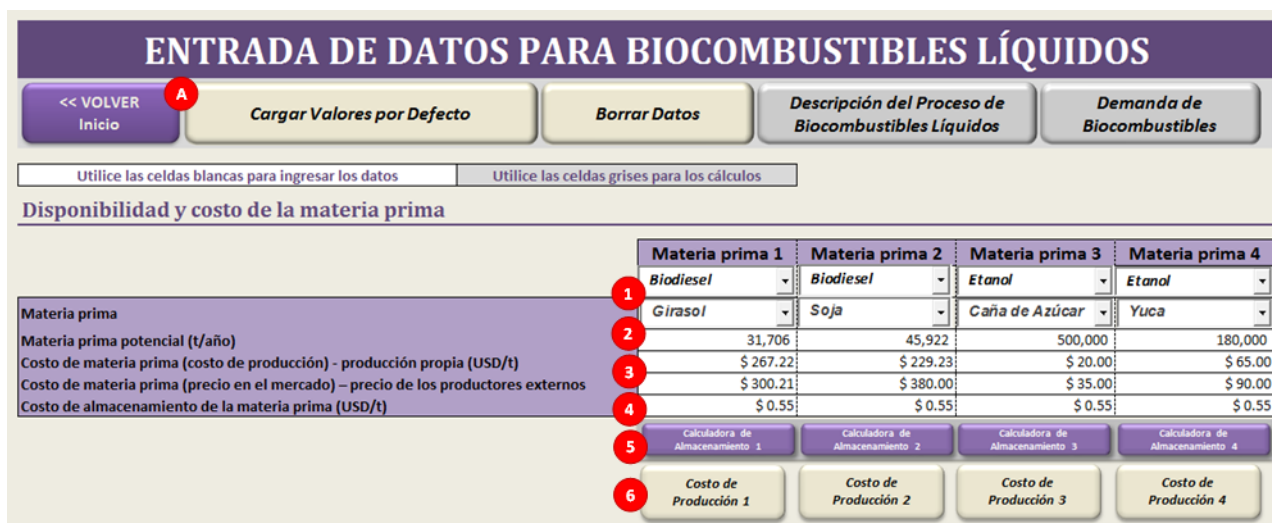 ENTRADA DE DATOS PARA BIOCOMBUSTIBLES LÍQUIDOS
<< VOLVER
Inicio
A
Cargar Valores por Defecto
Borrar Datos
Descripción del Proceso de
Biocombustibles Líquidos
Demanda de
Biocombustibles
Utilice las celdas blancas para ingresar los datos
Utilice las celdas grises para los cálculos
Disponibilidad y costo de la materia prima
Materia prima 1 Materia prima 2 Materia prima 3 Materia prima 4
Biodiesel Biodiesel Etanol Etanol
1
Materia prima Girasol Soja Caña de Azúcar Yuca
2
Materia prima potencial (t/año) 31,706 45,922 500,000 180,000
Costo de materia prima (costo de producción) - producción propia (USD/t) $ 267.22 $ 229.23 $ 20.00 $ 65.00
3
Costo de materia prima (precio en el mercado) – precio de los productores externos $ 300.21 $ 380.00 $ 35.00 $ 90.00
Costo de almacenamiento de la materia prima (USD/t) $ 0.55 $ 0.55 $ 0.55 $ 0.55
4
5
Calculadora de
Almacenamiento 1
Calculadora de
Almacenamiento 2
Calculadora de
Almacenamiento 3
Calculadora de
Almacenamiento 4
6
Costo de
Producción 1
Costo de
Producción 2
Costo de
Producción 3
Costo de
Producción 4